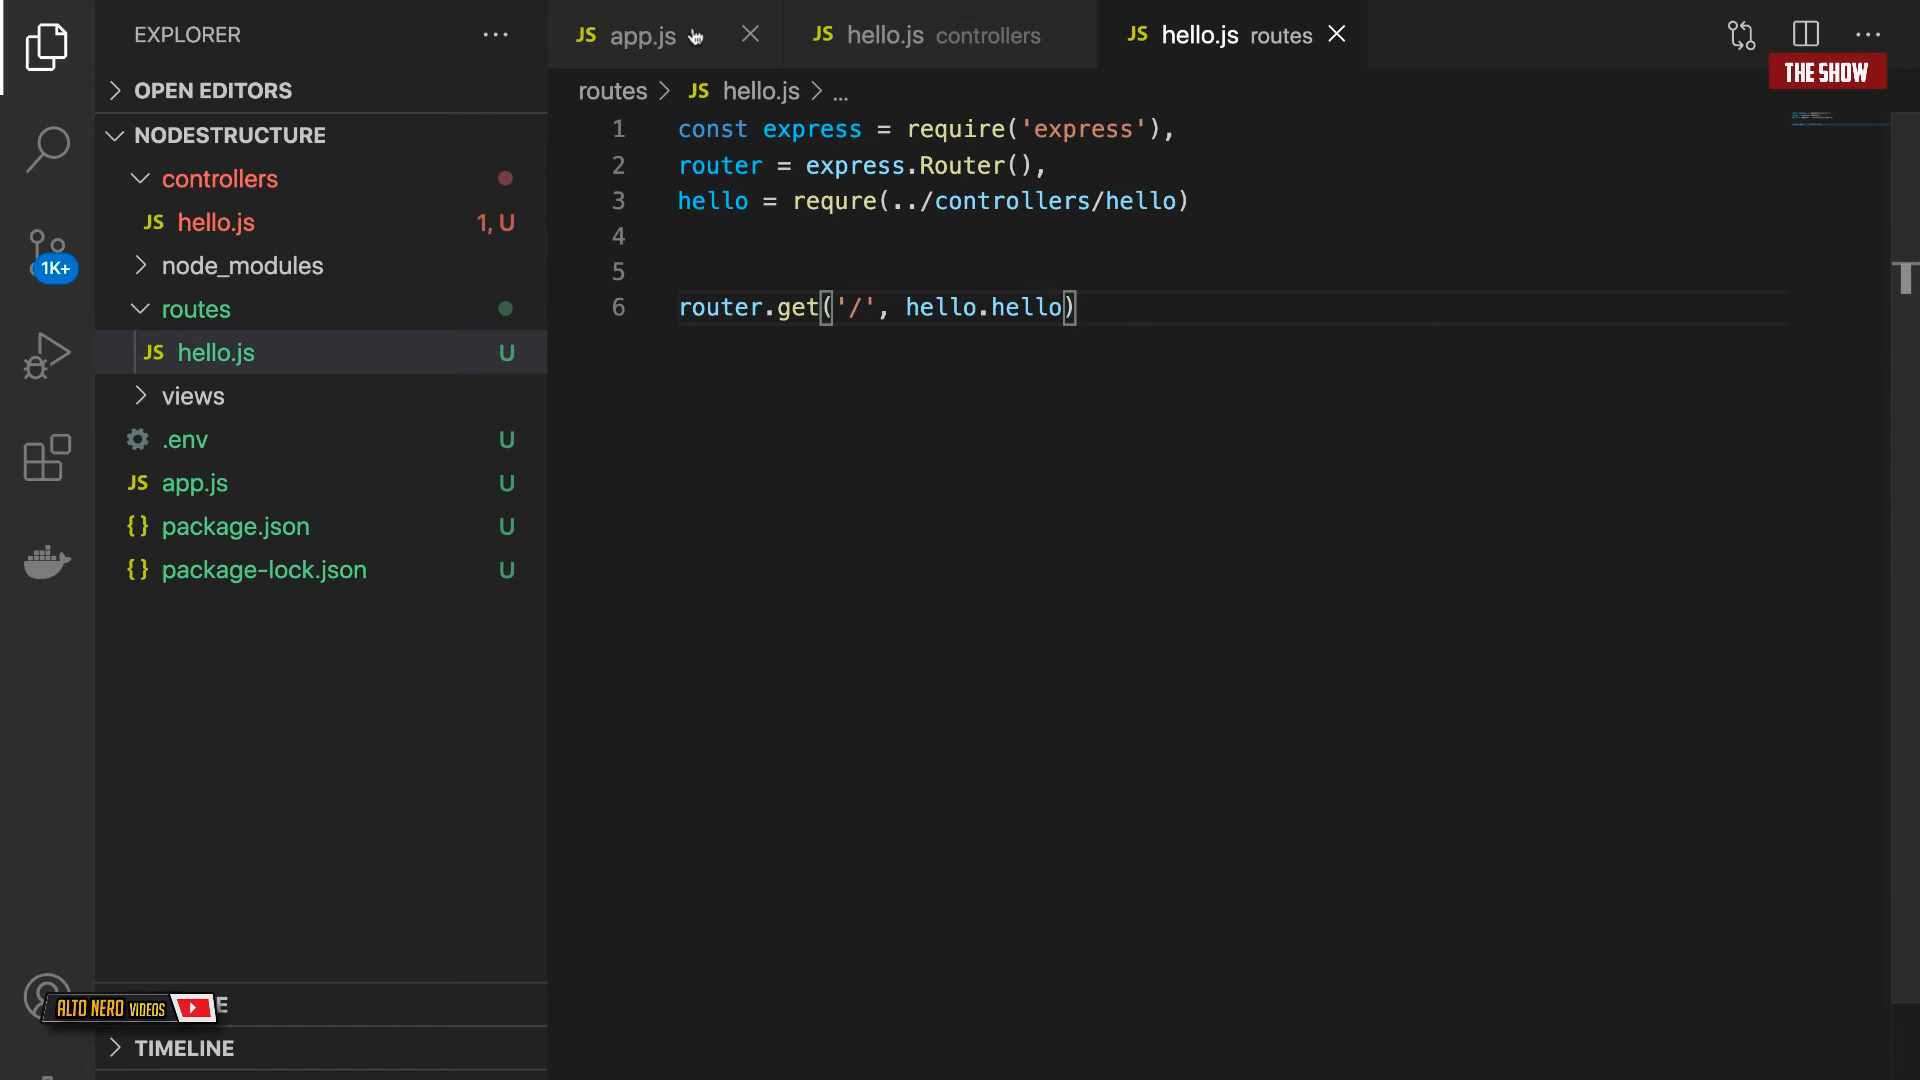 EXPLORER
OPEN EDITORS
NODESTRUCTURE
controllers
JS hello.js 1, U
node_modules
routes
JS hello.js U
views
.env U
JS app.js U
{} package.json U
{} package-lock.json U
TIMELINE
1K+
JS app.js
JS hello.js controllers
JS hello.js routes
THE SHOW
routes > JS hello.js > ...
1 const express = require('express'),
2 router = express.Router(),
3 hello = requre(../controllers/hello)
4
5
6 router.get('/', hello.hello)
ALTO NERO VIDEOS